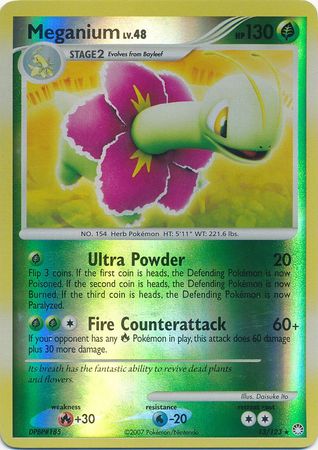 Meganium LV.48
HP 130
STAGE2 Evolves from Bayleef
NO. 154 Herb Pokémon HT: 5'11" WT: 221.6 lbs.
Ultra Powder 20
Flip 3 coins. If the first coin is heads, the Defending Pokémon is now
Poisoned. If the second coin is heads, the Defending Pokémon is now
Burned. If the third coin is heads, the Defending Pokémon is now
Paralyzed.
Fire Counterattack 60+
If your opponent has any Pokémon in play, this attack does 60 damage
plus 30 more damage.
Its breath has the fantastic ability to revive dead plants
and flowers.
Illus. Daisuke Ito
weakness resistance retreat cost
+30 -20
DPBP#185 ©2007 Pokémon/Nintendo 13/123